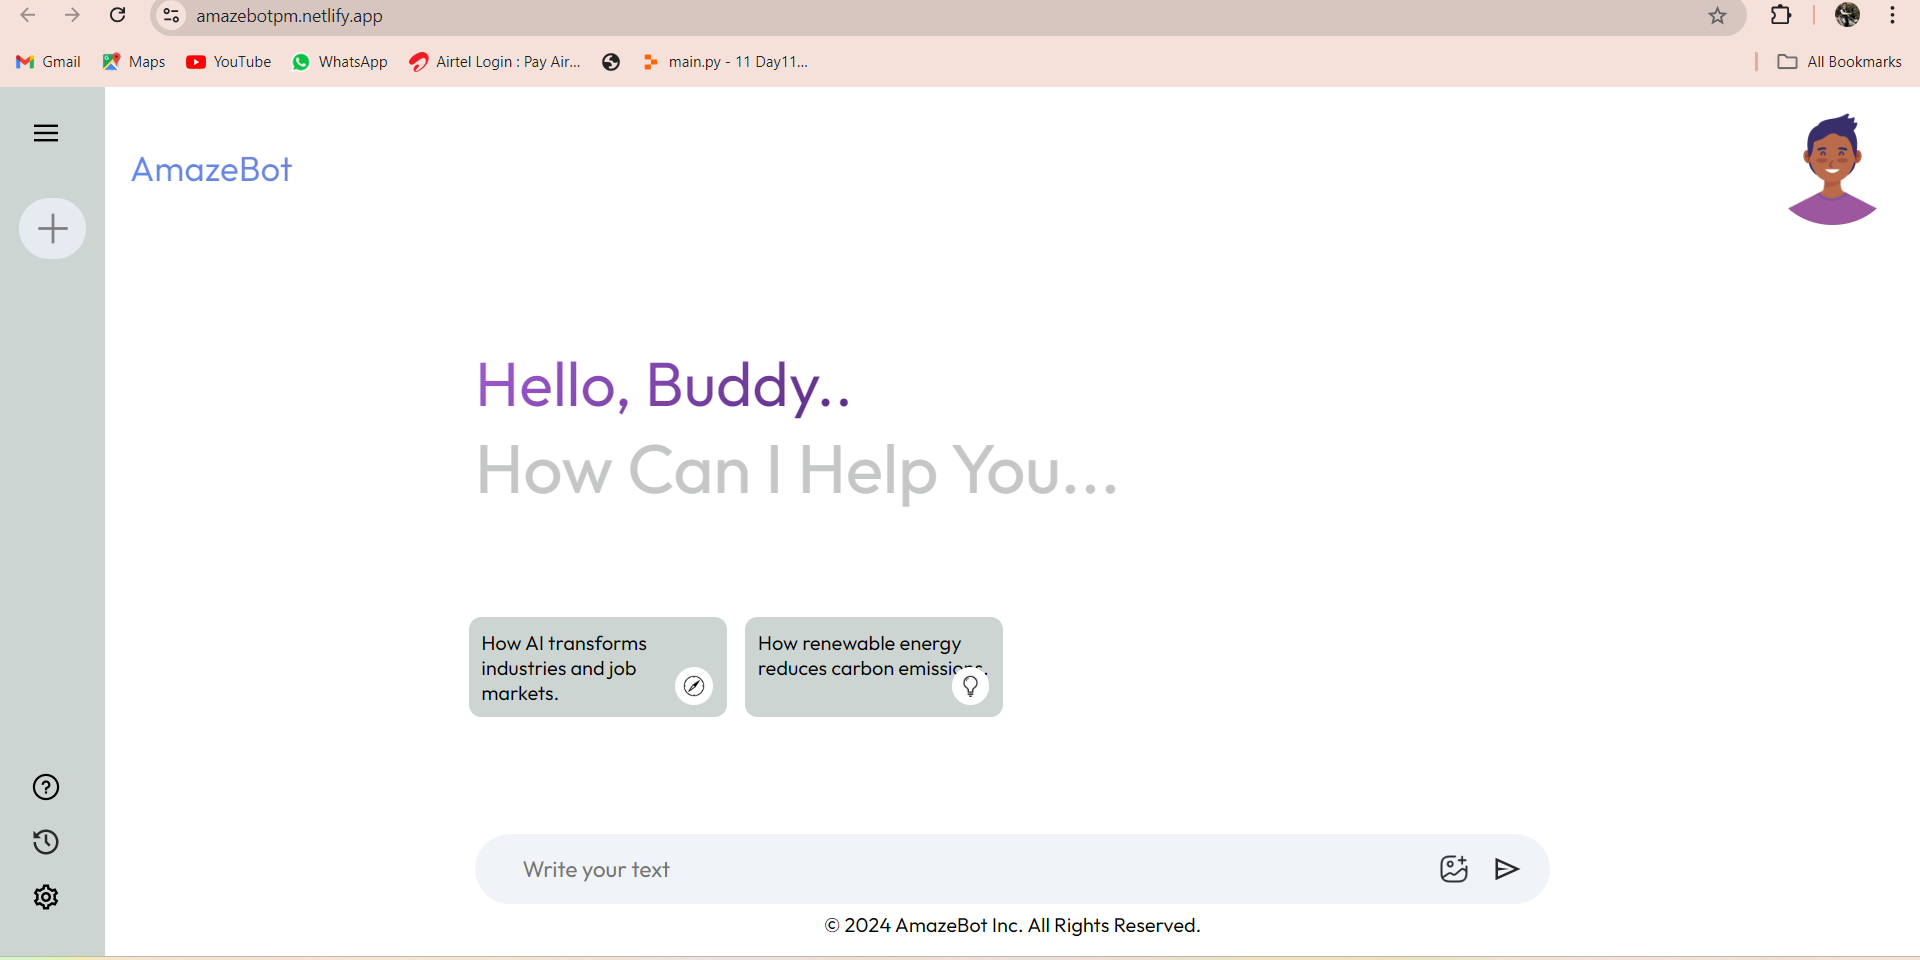 amazebotpm.netlify.app
Gmail
Maps
YouTube
WhatsApp
Airtel Login : Pay Air...
main.py - 11 Day11...
All Bookmarks
AmazeBot
Hello, Buddy..
How Can I Help You...
How AI transforms
industries and job
markets.
How renewable energy
reduces carbon emissions.
Write your text
© 2024 AmazeBot Inc. All Rights Reserved.